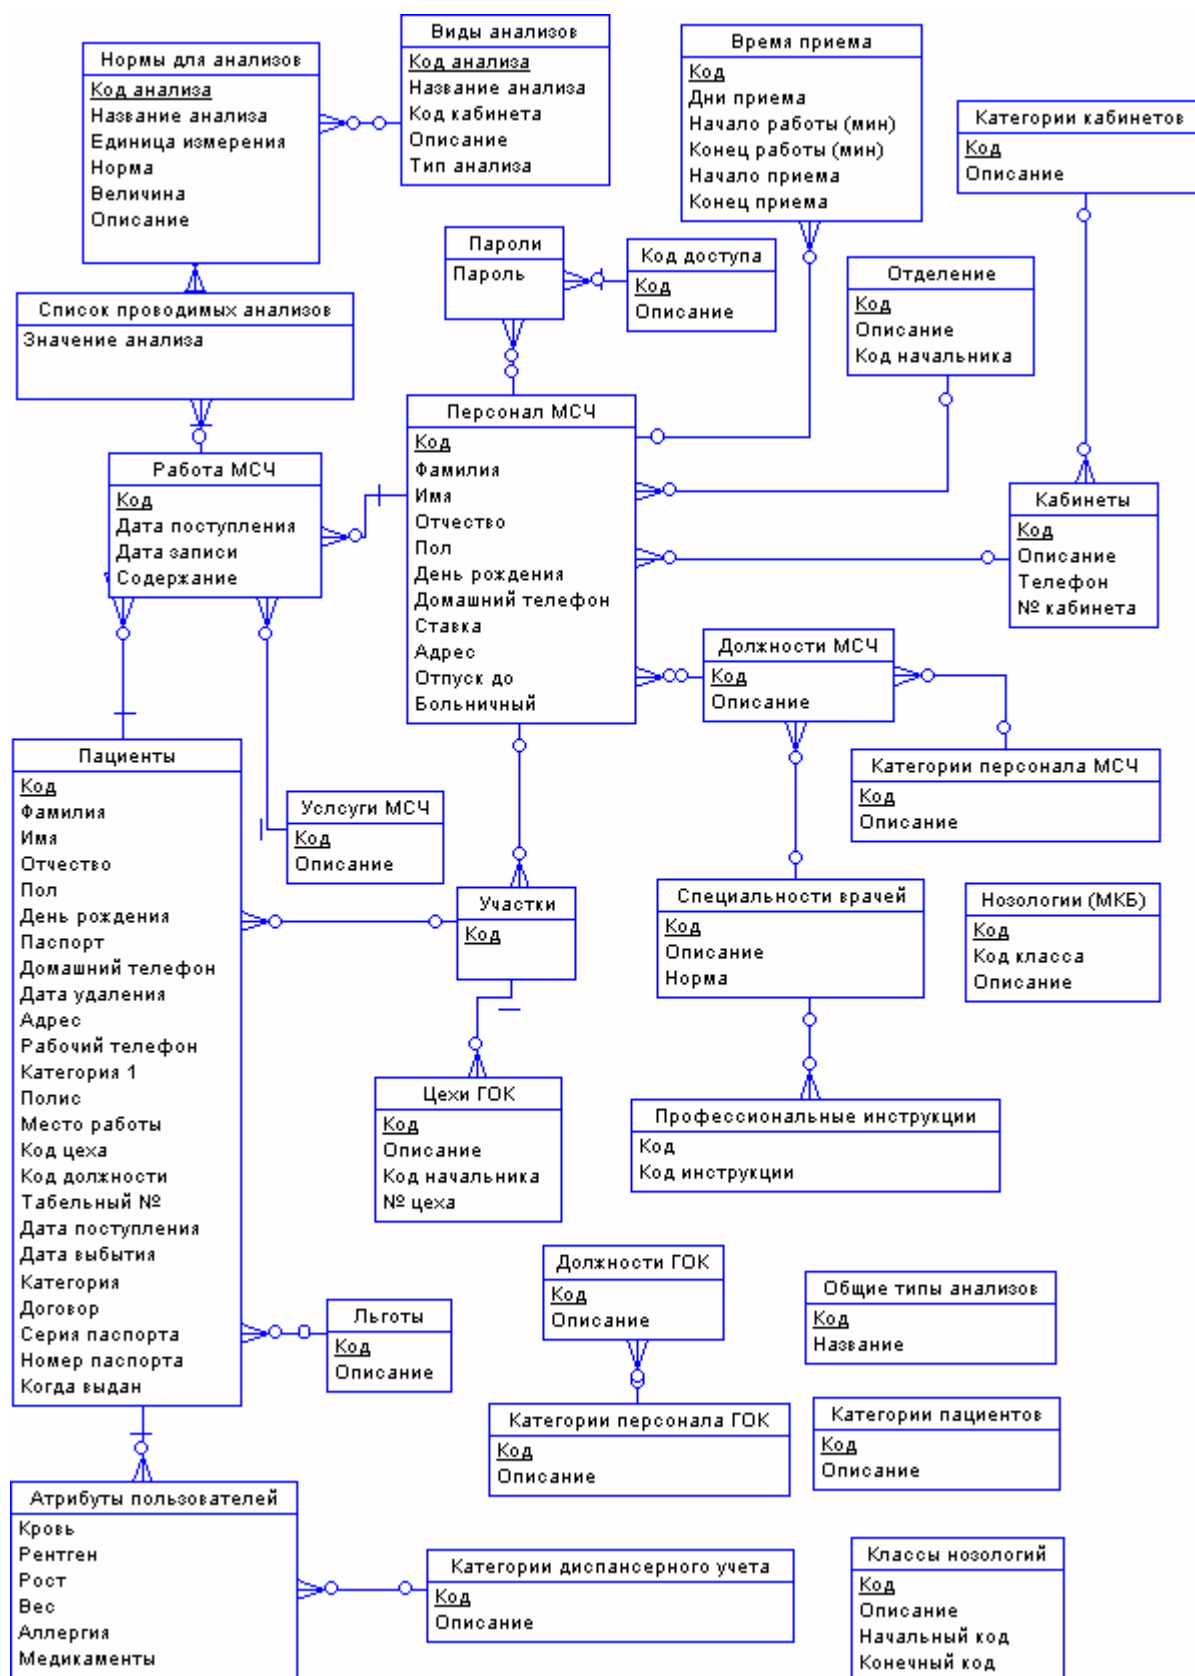 Нормы для анализов
Код анализа
Название анализа
Единица измерения
Норма
Величина
Описание
Виды анализов
Код анализа
Название анализа
Код кабинета
Описание
Тип анализа
Время приема
Код
Дни приема
Начало работы (мин)
Конец работы (мин)
Начало приема
Конец приема
Категории кабинетов
Код
Описание
Пароли
Пароль
Код доступа
Код
Описание
Отделение
Код
Описание
Код начальника
Список проводимых анализов
Значение анализа
Работа МСЧ
Код
Дата поступления
Дата записи
Содержание
Персонал МСЧ
Код
Фамилия
Имя
Отчество
Пол
День рождения
Домашний телефон
Ставка
Адрес
Отпуск до
Больничный
Кабинеты
Код
Описание
Телефон
№ кабинета
Должности МСЧ
Код
Описание
Категории персонала МСЧ
Код
Описание
Пациенты
Код
Фамилия
Имя
Отчество
Пол
День рождения
Паспорт
Домашний телефон
Дата удаления
Адрес
Рабочий телефон
Категория 1
Полис
Место работы
Код цеха
Код должности
Табельный №
Дата поступления
Дата выбытия
Категория
Договор
Серия паспорта
Номер паспорта
Когда выдан
Услсуги МСЧ
Код
Описание
Участки
Код
Специальности врачей
Код
Описание
Норма
Нозологии (МКБ)
Код
Код класса
Описание
Цехи ГОК
Код
Описание
Код начальника
№ цеха
Профессиональные инструкции
Код
Код инструкции
Должности ГОК
Код
Описание
Общие типы анализов
Код
Название
Льготы
Код
Описание
Категории персонала ГОК
Код
Описание
Категории пациентов
Код
Описание
Атрибуты пользователей
Кровь
Рентген
Рост
Вес
Аллергия
Медикаменты
Категории диспансерного учета
Код
Описание
Классы нозологий
Код
Описание
Начальный код
Конечный код